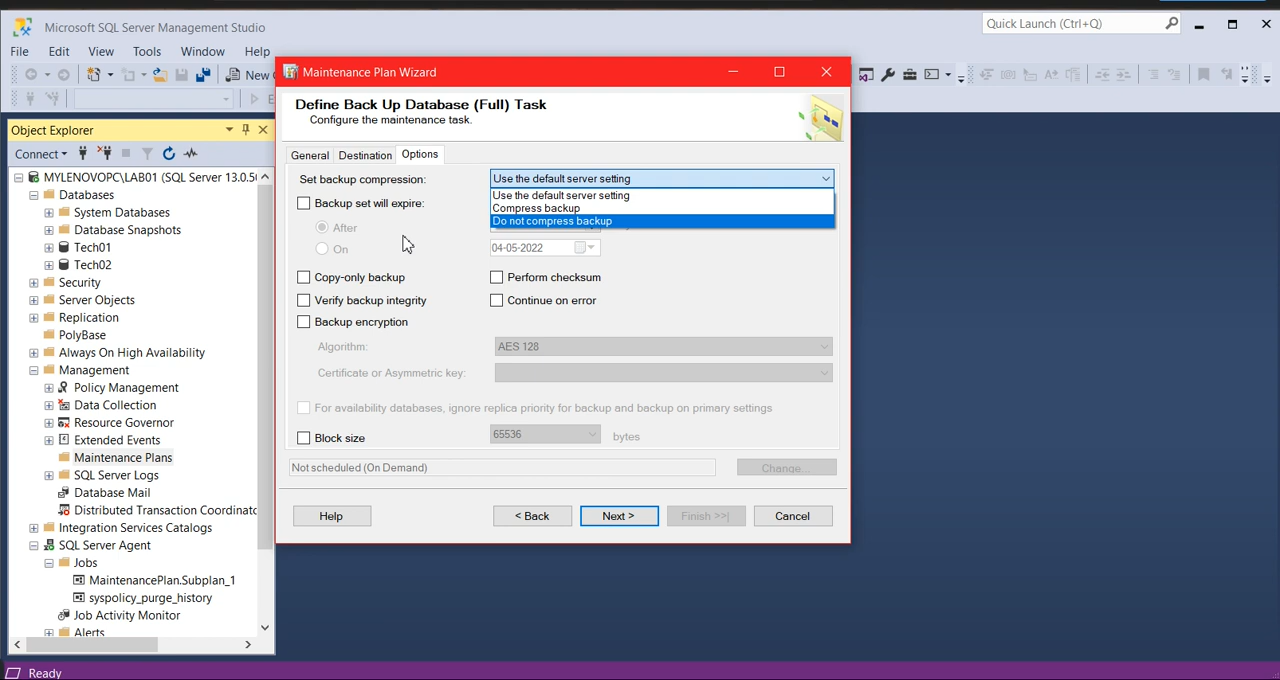 Microsoft SQL Server Management Studio
Quick Launch (Ctrl+Q)
File Edit View Tools Window Help
New
Object Explorer
Connect
MYLENOVOPC\LAB01 (SQL Server 13.0.5
Databases
System Databases
Database Snapshots
Tech01
Tech02
Security
Server Objects
Replication
PolyBase
Always On High Availability
Management
Policy Management
Data Collection
Resource Governor
Extended Events
Maintenance Plans
SQL Server Logs
Database Mail
Distributed Transaction Coordinato
Integration Services Catalogs
SQL Server Agent
Jobs
MaintenancePlan.Subplan_1
syspolicy_purge_history
Job Activity Monitor
Alerts
Maintenance Plan Wizard
Define Back Up Database (Full) Task
Configure the maintenance task.
General Destination Options
Set backup compression: Use the default server setting
Use the default server setting
Compress backup
Do not compress backup
Backup set will expire:
After
On 04-05-2022
Copy-only backup Perform checksum
Verify backup integrity Continue on error
Backup encryption
Algorithm: AES 128
Certificate or Asymmetric key:
For availability databases, ignore replica priority for backup and backup on primary settings
Block size 65536 bytes
Not scheduled (On Demand) Change...
Help < Back Next > Finish >>| Cancel
Ready